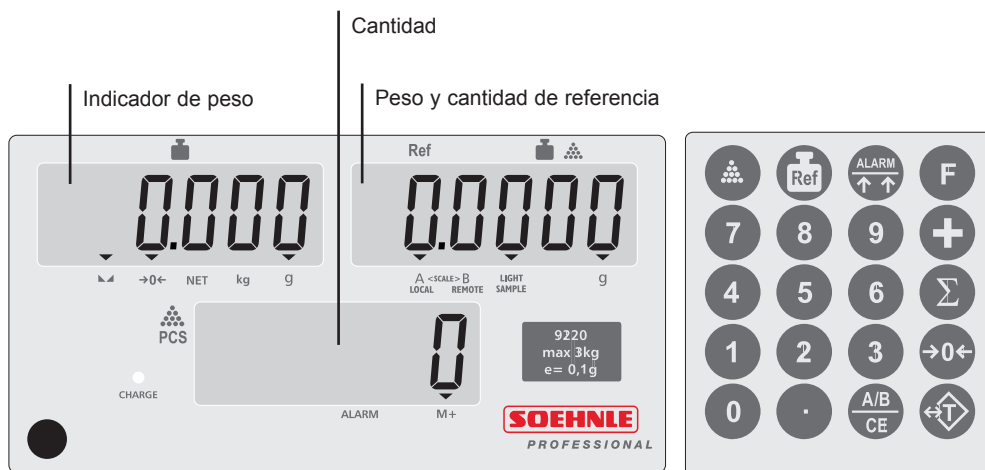 Cantidad
Indicador de peso
Peso y cantidad de referencia
Ref
0.000
0.0000
→0← NET kg g
A <SCALE> B LIGHT g
LOCAL REMOTE SAMPLE
PCS
0
9220
max 3kg
e= 0,1g
CHARGE
ALARM M+
SOEHNLE
PROFESSIONAL
Ref ALARM ↑ ↑ F
7 8 9 +
4 5 6 Σ
1 2 3 →0←
0 . A/B CE ↔T